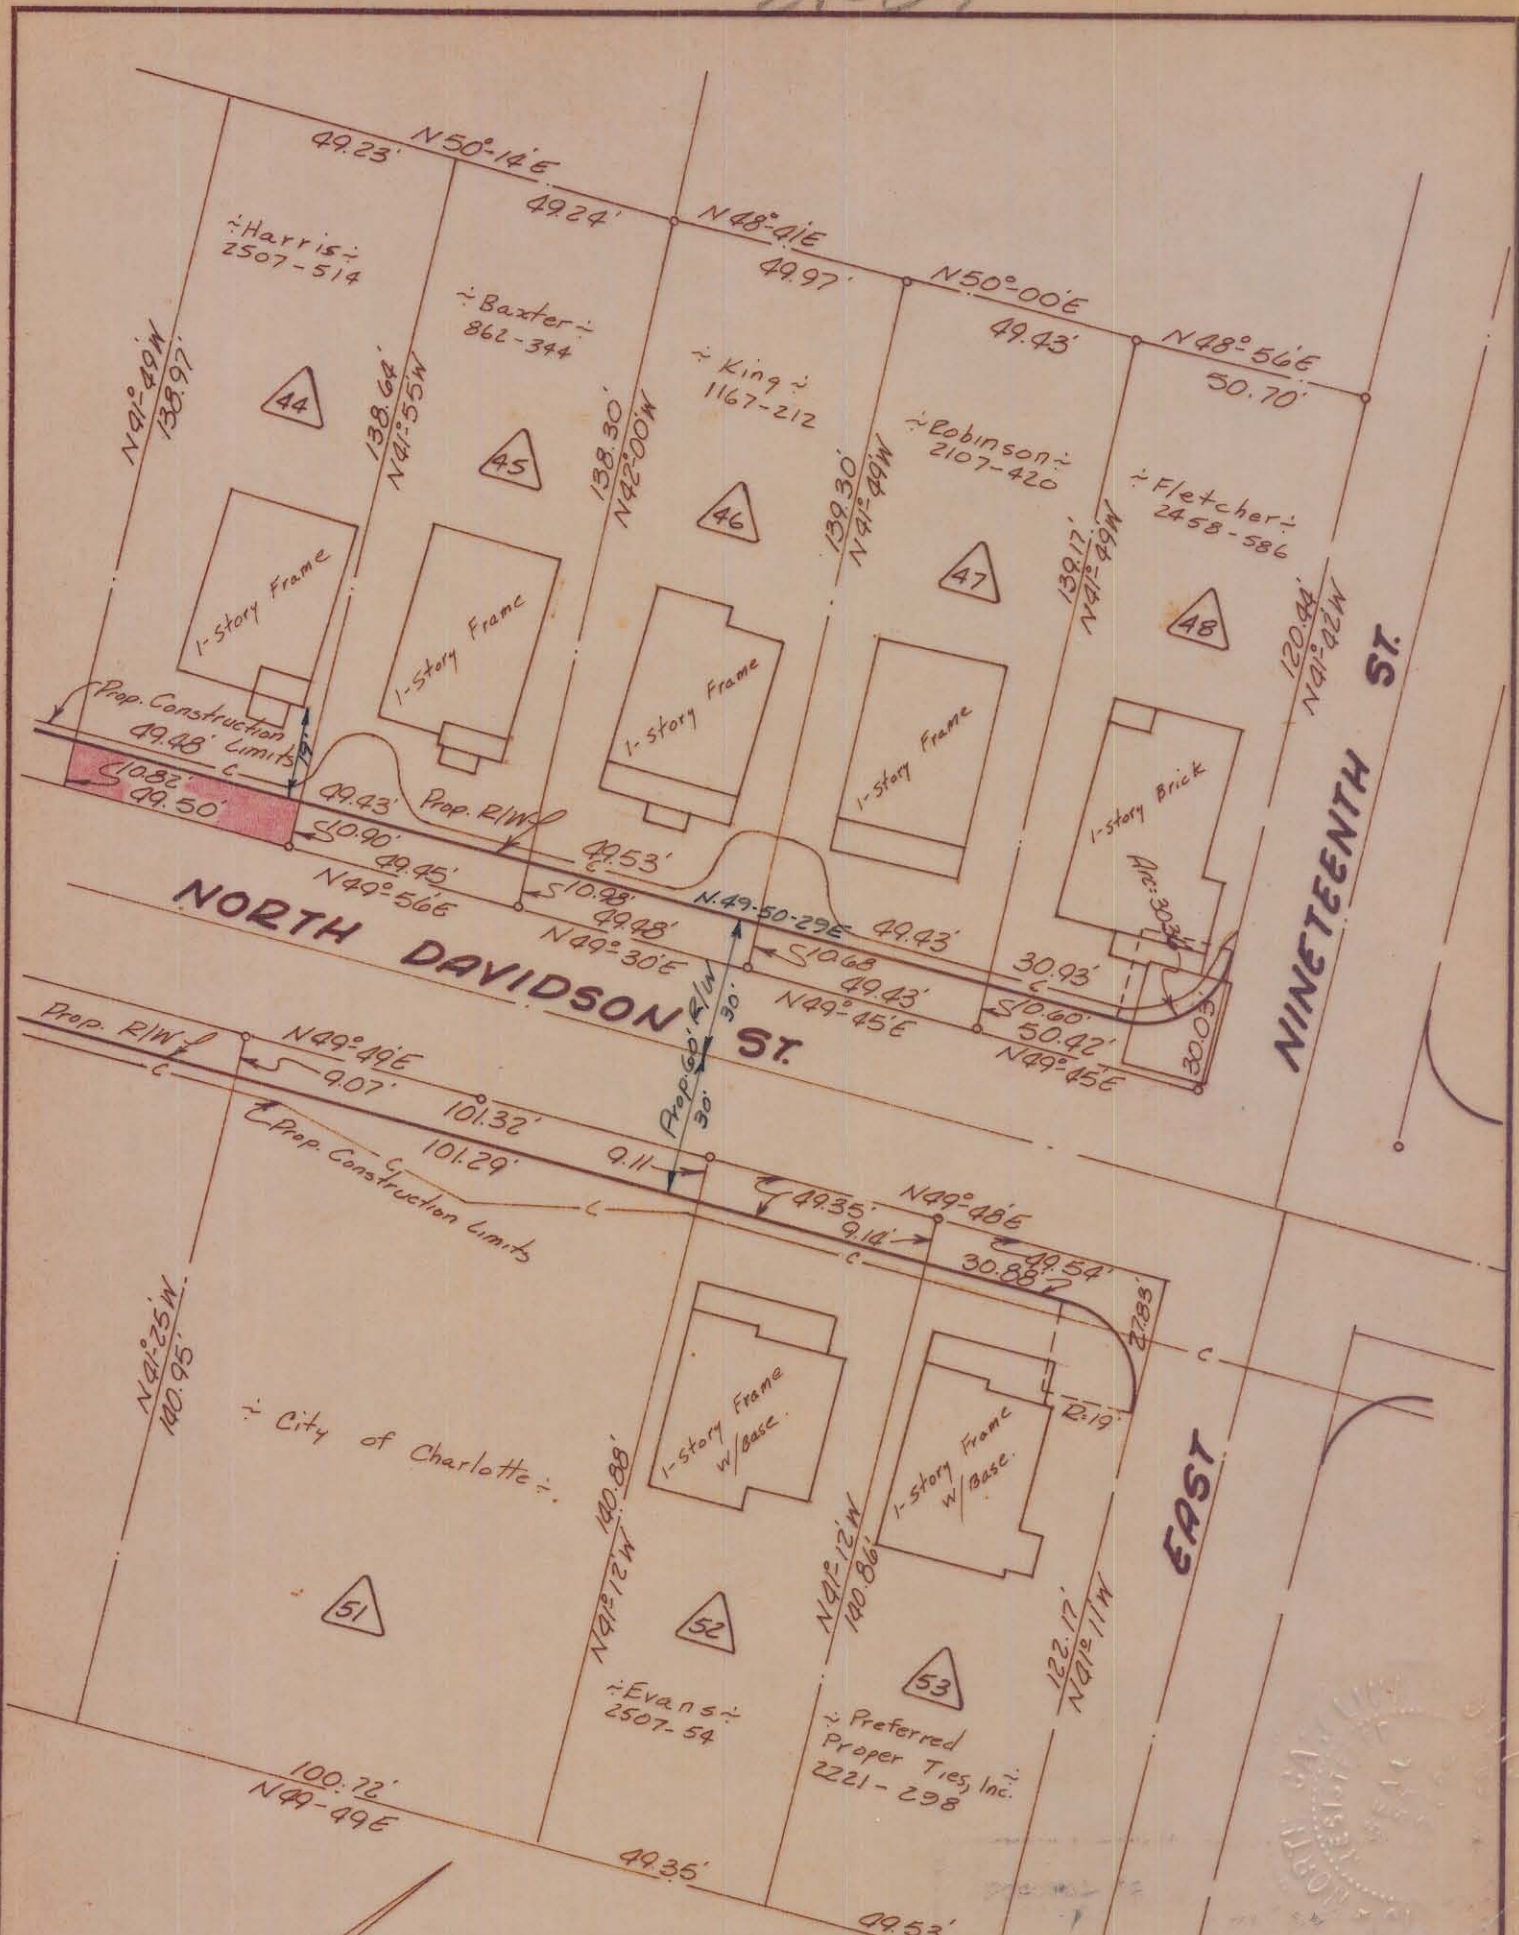 N50°-14'E
49.23'
49.24'
N48°-41'E
49.97'
N50°-00'E
49.43'
N48°-56'E
50.70'
÷Harris÷
2507-514
÷Baxter÷
862-344
÷King÷
1167-212
÷Robinson÷
2107-420
÷Fletcher÷
2458-586
N41°-49'W
138.97'
138.64'
N41°-55'W
138.30'
N42°-00'W
139.30'
N41°-49'W
139.17'
N41°-49'W
120.44'
N41°-42'W
44
45
46
47
48
1-Story Frame
1-Story Frame
1-Story Frame
1-Story Frame
1-Story Brick
Prop. Construction
Limits
49.48'
C
19'
10.82'
49.50'
49.43'
Prop. R/W
10.90'
49.45'
N49°-56'E
49.53'
C
10.98'
49.48'
N49°-30'E
N.49-50-29E
49.43'
10.68
49.43'
N49°-45'E
30.93'
C
10.60'
50.42'
N49°-45'E
30.03'
NORTH DAVIDSON ST.
Prop. 60' R/W
30'
30'
NINETEENTH ST.
EAST
Prop. R/W
C
N49°-49'E
9.07'
101.32'
101.29'
Prop. Construction Limits
C
C
9.11
49.35'
N49°-48'E
9.14'
C
49.54'
30.88'
27.83'
R=19'
C
N41°-25'W
140.95'
÷ City of Charlotte ÷
1-Story Frame
w/Base.
1-Story Frame
w/Base.
140.88'
N41°-12'W
N41°-12'W
140.86'
122.17'
N41°-11'W
51
52
53
÷Evans÷
2507-54
÷ Preferred
Proper Ties, Inc. ÷
2221-298
100.72'
N49-49E
49.35'
49.53'
SEAL